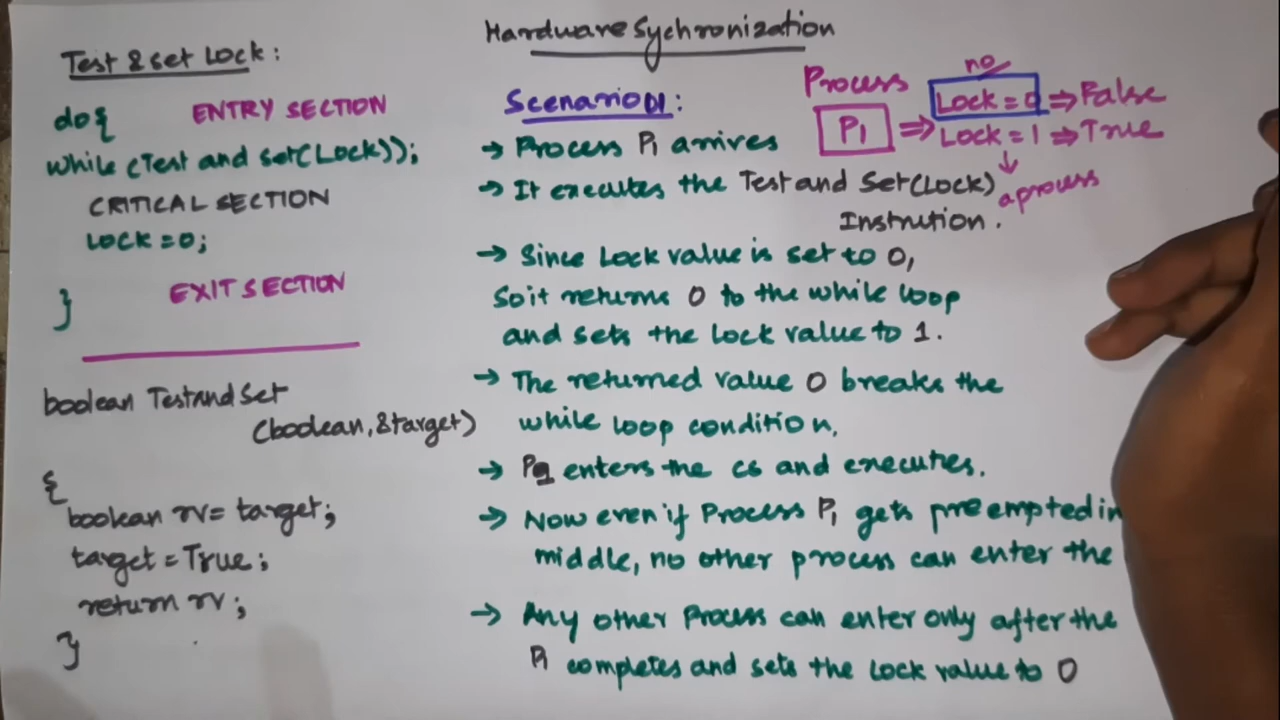 Hardware Sychronization
Test & set Lock :
do{ ENTRY SECTION
while (Test and set(Lock));
CRITICAL SECTION
LOCK = 0;
EXIT SECTION
}
boolean TestandSet
(boolean, &target)
{
boolean rv = target;
target = True;
return rv;
}
Scenario 01 :
→ Process P1 arrives
→ It executes the Test and Set(Lock)
Instrution.
→ Since Lock value is set to 0,
So it returns 0 to the while loop
and sets the lock value to 1.
→ The returned value 0 breaks the
while loop condition.
→ P1 enters the CS and executies.
→ Now even if Process P1 gets preempted in
middle, no other process can enter the
→ Any other Process can enter only after the
P1 completes and sets the Lock value to 0
Process
no
P1 ⇒ Lock = 0 ⇒ False
Lock = 1 ⇒ True
↓
a process